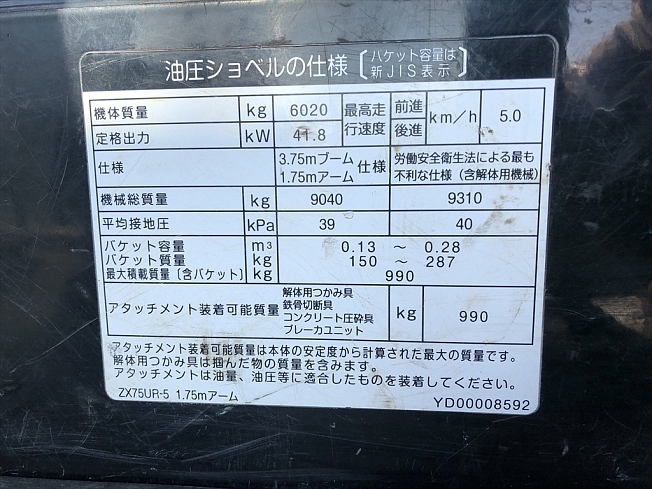 油圧ショベルの仕様〔バケット容量は
新JIS表示〕
機体質量 kg 6020 最高走行速度 前進 後進 km/h 5.0
定格出力 kW 41.8
仕様 3.75mブーム 1.75mアーム 仕様 労働安全衛生法による最も
不利な仕様（含解体用機械）
機械総質量 kg 9040 9310
平均接地圧 kPa 39 40
バケット容量 m3 0.13 ～ 0.28
バケット質量 kg 150 ～ 287
最大積載質量〔含バケット〕 kg 990
アタッチメント装着可能質量 解体用つかみ具
鉄骨切断具
コンクリート圧砕具
ブレーカユニット
kg 990
アタッチメント装着可能質量は本体の安定度から計算された最大の質量です。
解体用つかみ具は掴んだ物の質量を含みます。
アタッチメントは油量、油圧等に適合したものを装着してください。
ZX75UR-5 1.75mアーム
YD00008592